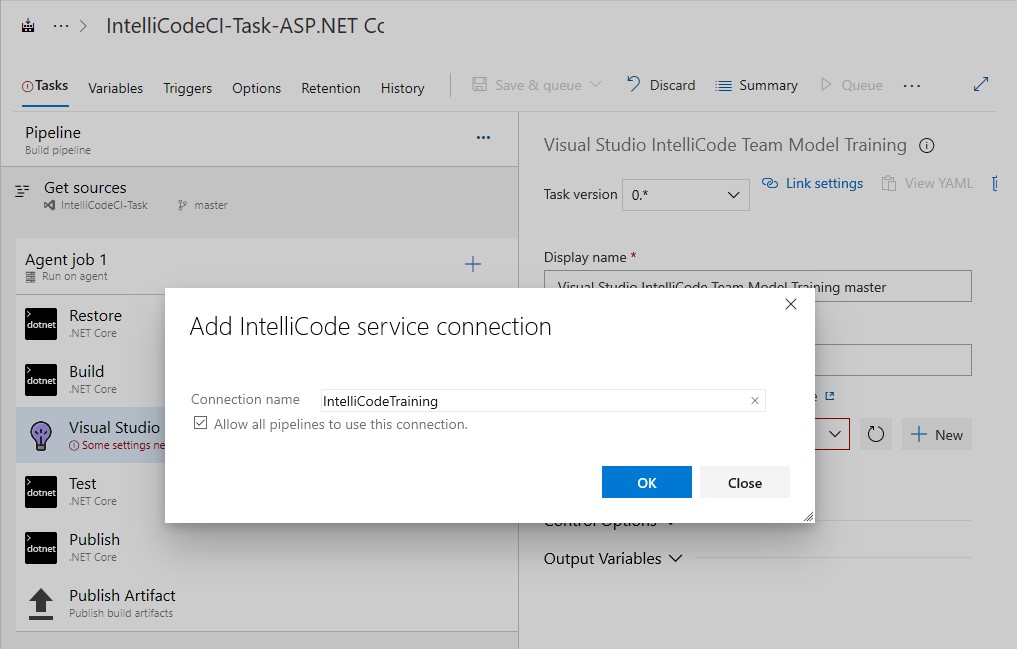 IntelliCodeCI-Task-ASP.NET Cc
Tasks
Variables
Triggers
Options
Retention
History
Save & queue
Discard
Summary
Queue
Pipeline
Build pipeline
Get sources
IntelliCodeCI-Task
master
Agent job 1
Run on agent
Restore
.NET Core
Build
.NET Core
Visual Studio
Some settings ne
Test
.NET Core
Publish
.NET Core
Publish Artifact
Publish build artifacts
dotnet
dotnet
dotnet
dotnet
Visual Studio IntelliCode Team Model Training
Task version
0.*
Link settings
View YAML
Display name *
Visual Studio IntelliCode Team Model Training master
New
Control Options
Output Variables
Add IntelliCode service connection
Connection name
IntelliCodeTraining
Allow all pipelines to use this connection.
OK
Close